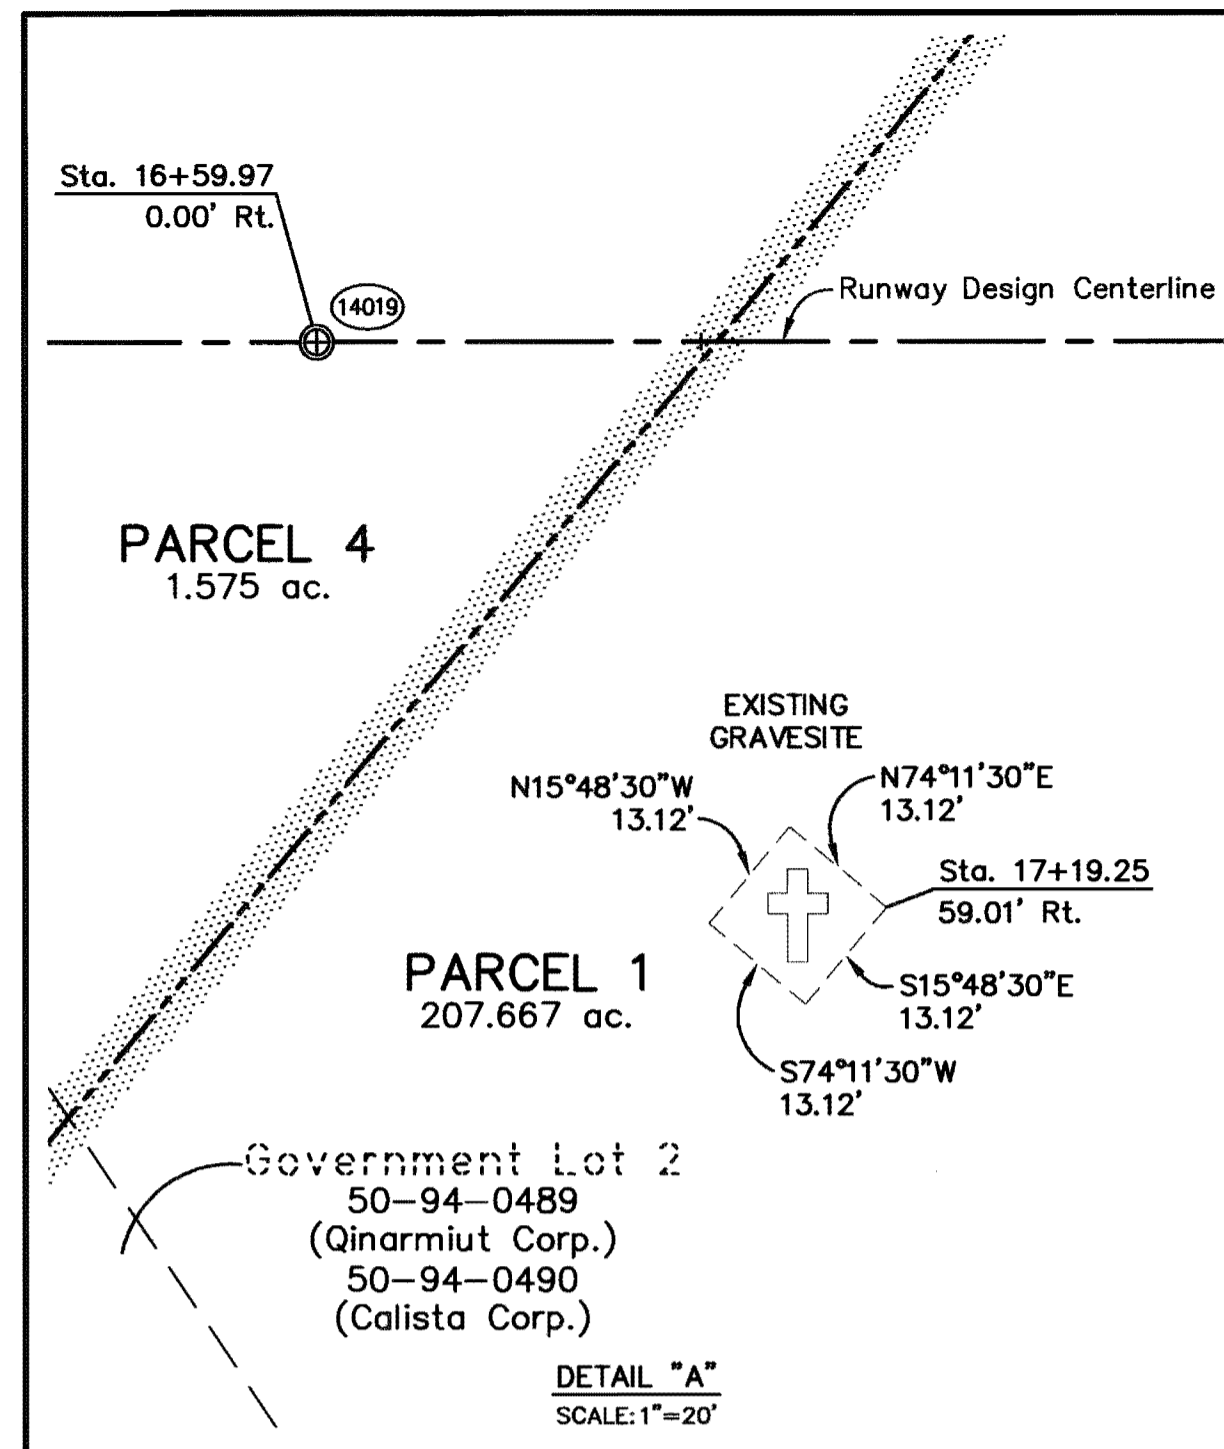 Sta. 16+59.97
0.00' Rt.
14019
Runway Design Centerline
PARCEL 4
1.575 ac.
EXISTING
GRAVESITE
N15°48'30"W
13.12'
N74°11'30"E
13.12'
Sta. 17+19.25
59.01' Rt.
PARCEL 1
207.667 ac.
S15°48'30"E
13.12'
S74°11'30"W
13.12'
Government Lot 2
50-94-0489
(Qinarmiut Corp.)
50-94-0490
(Calista Corp.)
DETAIL "A"
SCALE: 1"=20'